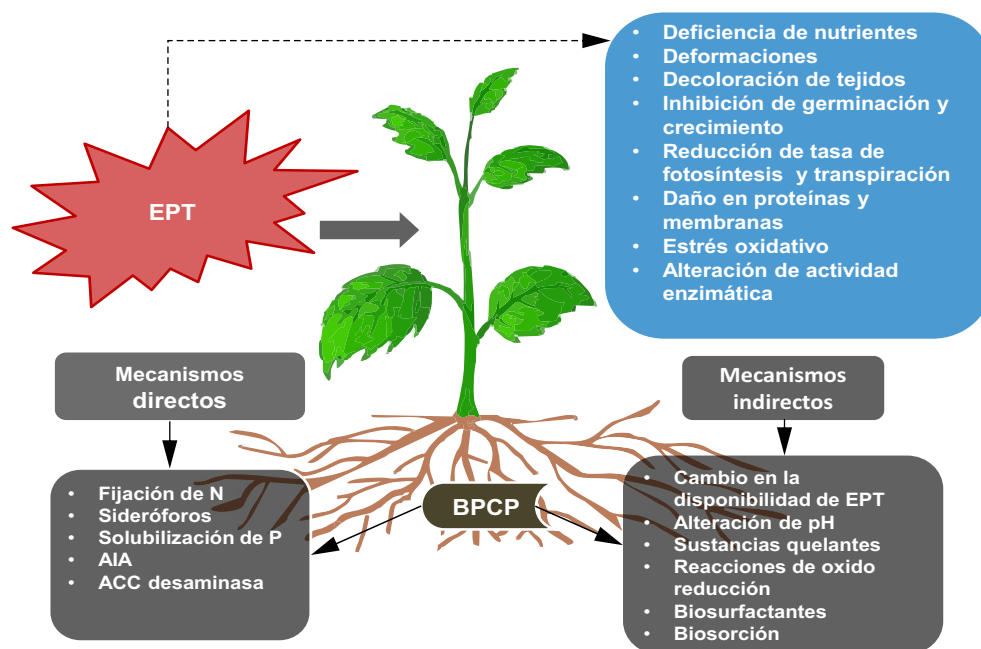 • Deficiencia de nutrientes
• Deformaciones
• Decoloración de tejidos
• Inhibición de germinación y
crecimiento
• Reducción de tasa de
fotosíntesis y transpiración
• Daño en proteínas y
membranas
• Estrés oxidativo
• Alteración de actividad
enzimática
EPT
Mecanismos
directos
Mecanismos
indirectos
• Fijación de N
• Sideróforos
• Solubilización de P
• AIA
• ACC desaminasa
BPCP
• Cambio en la
disponibilidad de EPT
• Alteración de pH
• Sustancias quelantes
• Reacciones de oxido
reducción
• Biosurfactantes
• Biosorción